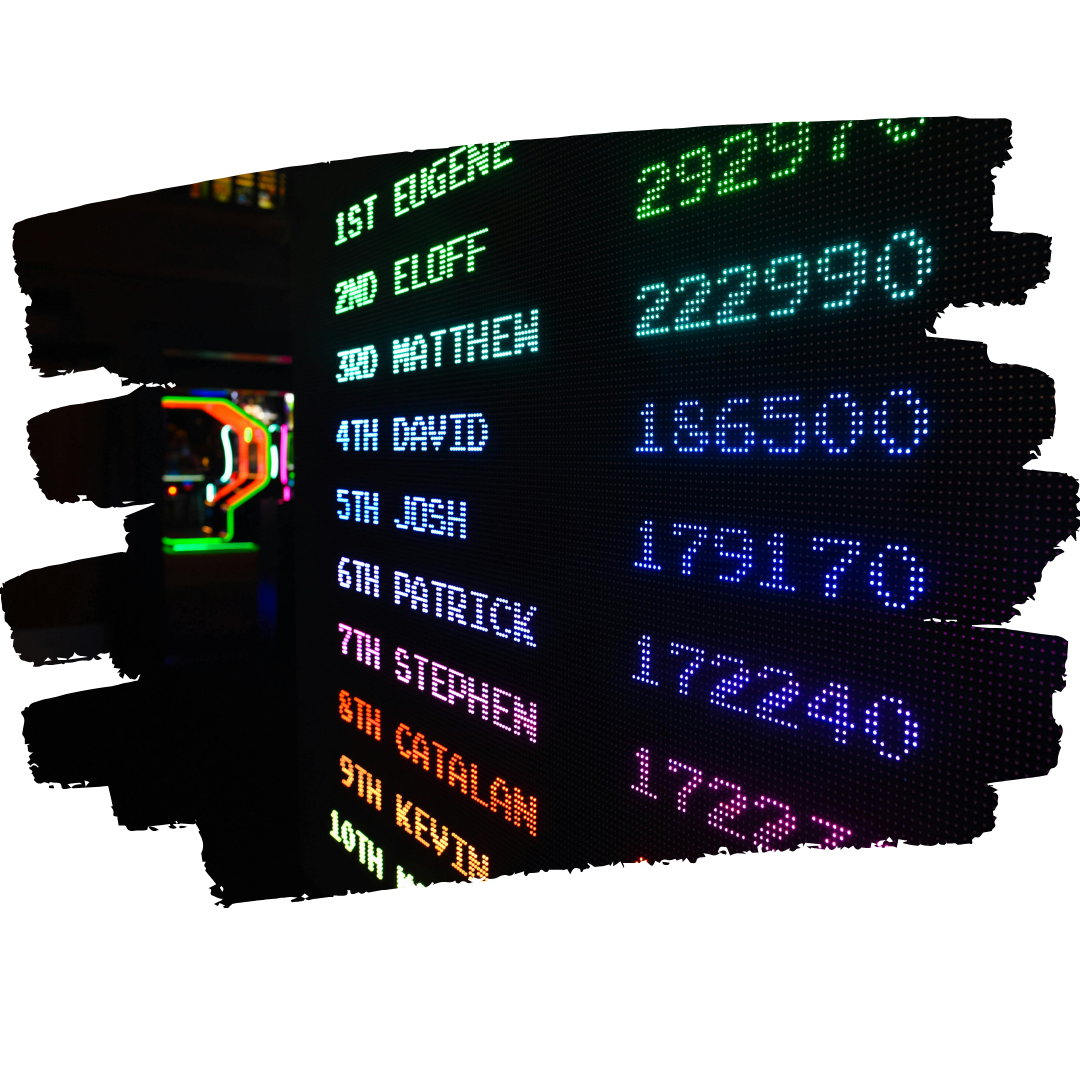 1ST EUGENE
2ND ELOFF 292970
3RD MATTHEW 222990
4TH DAVID 186500
5TH JOSH 179170
6TH PATRICK 172240
7TH STEPHEN
8TH CATALAN
9TH KEVIN
10TH